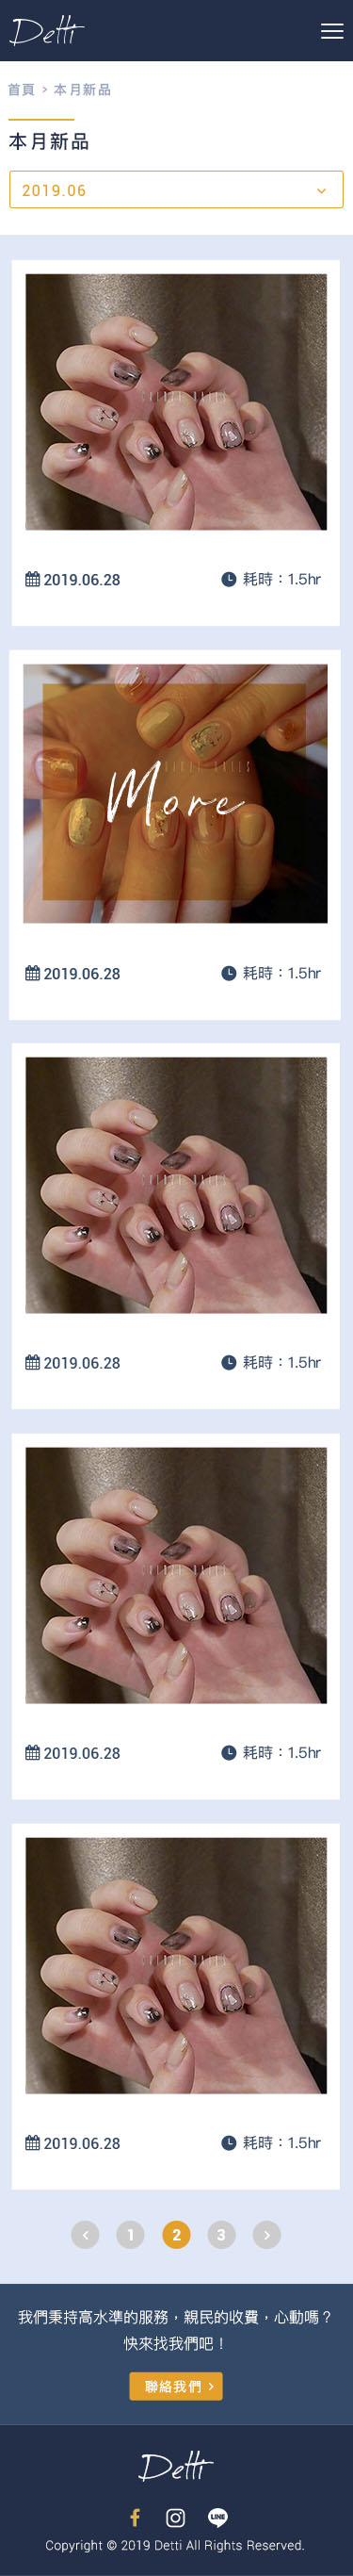 Detti
首頁 > 本月新品
本月新品
2019.06
2019.06.28
耗時：1.5hr
More
2019.06.28
耗時：1.5hr
2019.06.28
耗時：1.5hr
2019.06.28
耗時：1.5hr
2019.06.28
耗時：1.5hr
< 1 2 3 >
我們秉持高水準的服務，親民的收費，心動嗎？
快來找我們吧！
聯絡我們 >
Detti
LINE
Copyright © 2019 Detti All Rights Reserved.